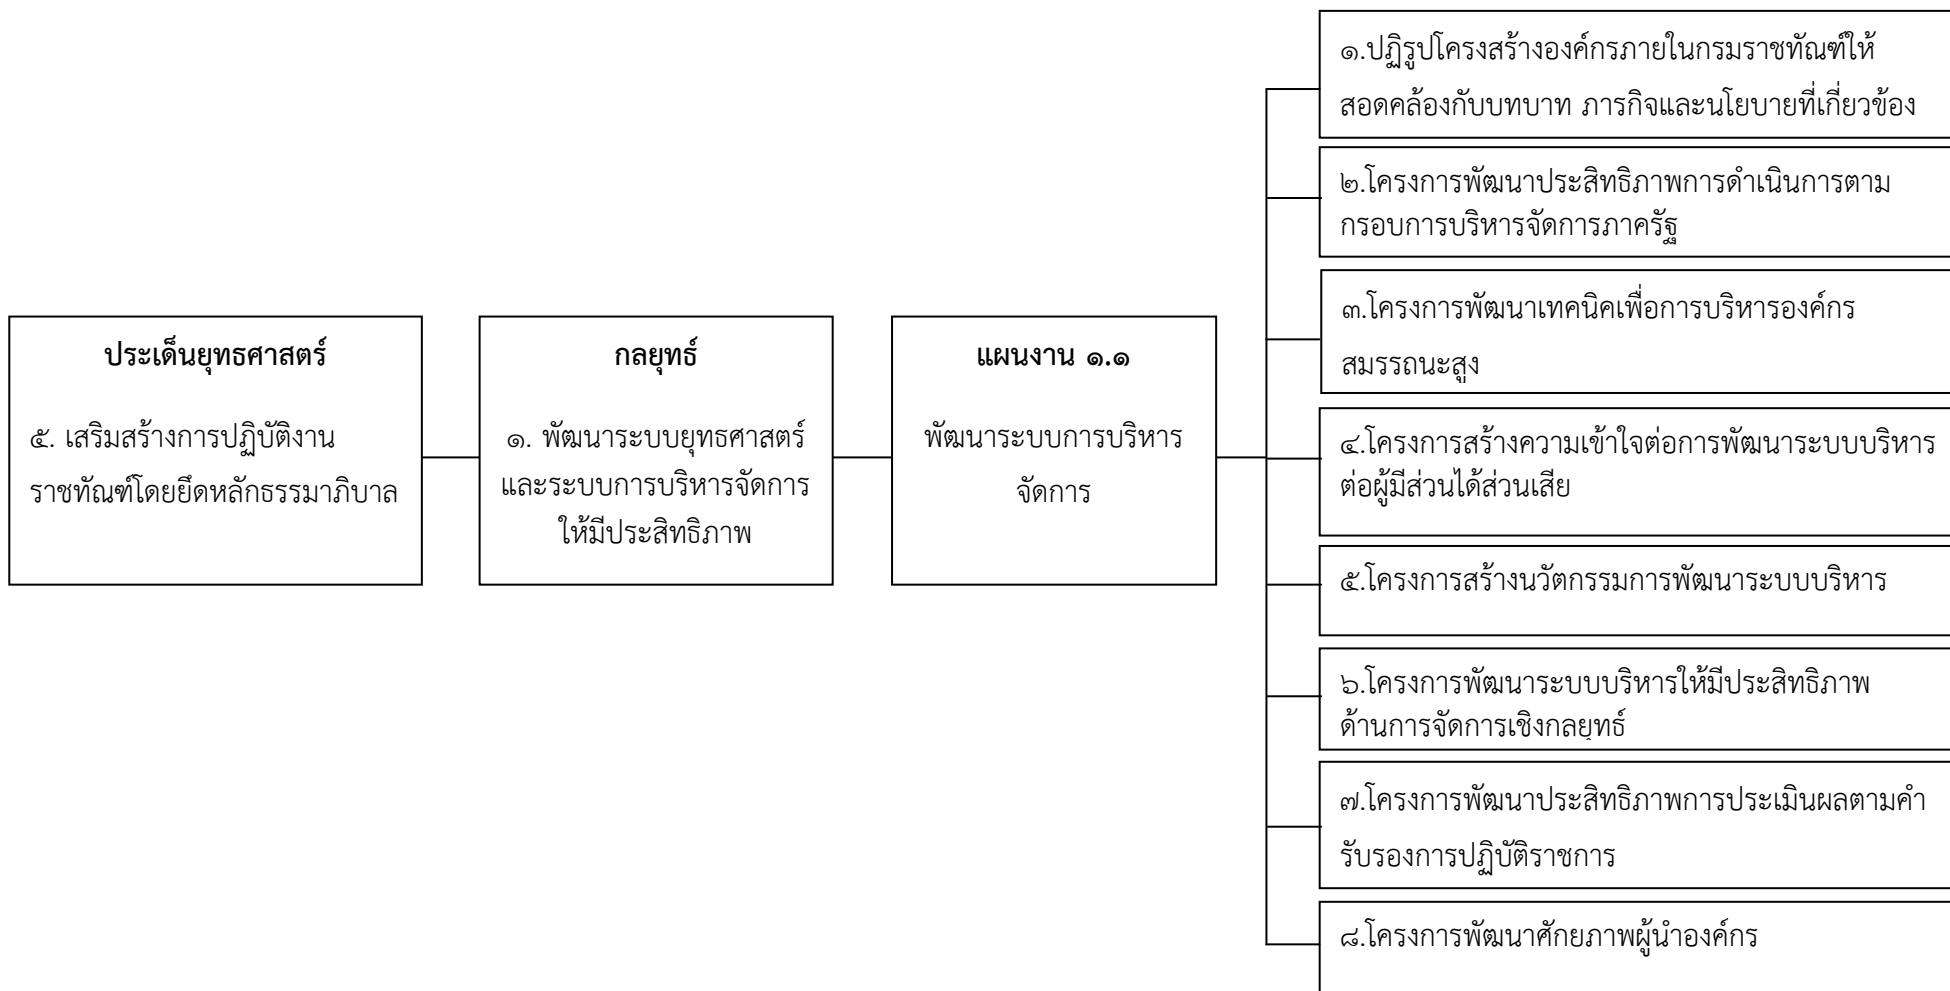 ประเด็นยุทธศาสตร์
๕. เสริมสร้างการปฏิบัติงาน
ราชทัณฑ์โดยยึดหลักธรรมาภิบาล
กลยุทธ์
๑. พัฒนาระบบยุทธศาสตร์
และระบบการบริหารจัดการ
ให้มีประสิทธิภาพ
แผนงาน ๑.๑
พัฒนาระบบการบริหาร
จัดการ
๑.ปฏิรูปโครงสร้างองค์กรภายในกรมราชทัณฑ์ให้
สอดคล้องกับบทบาท ภารกิจและนโยบายที่เกี่ยวข้อง
๒.โครงการพัฒนาประสิทธิภาพการดำเนินการตาม
กรอบการบริหารจัดการภาครัฐ
๓.โครงการพัฒนาเทคนิคเพื่อการบริหารองค์กร
สมรรถนะสูง
๔.โครงการสร้างความเข้าใจต่อการพัฒนาระบบบริหาร
ต่อผู้มีส่วนได้ส่วนเสีย
๕.โครงการสร้างนวัตกรรมการพัฒนาระบบบริหาร
๖.โครงการพัฒนาระบบบริหารให้มีประสิทธิภาพ
ด้านการจัดการเชิงกลยุทธ์
๗.โครงการพัฒนาประสิทธิภาพการประเมินผลตามคำ
รับรองการปฏิบัติราชการ
๘.โครงการพัฒนาศักยภาพผู้นำองค์กร